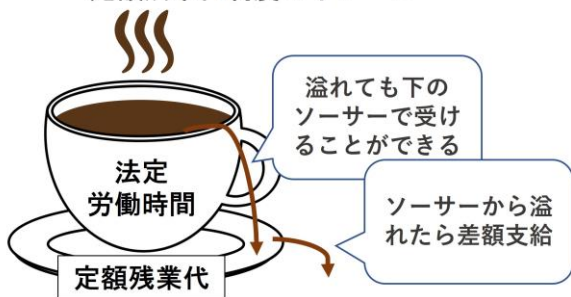 溢れても下の
ソーサーで受け
ることができる
法定
労働時間
ソーサーから溢
れたら差額支給
定額残業代